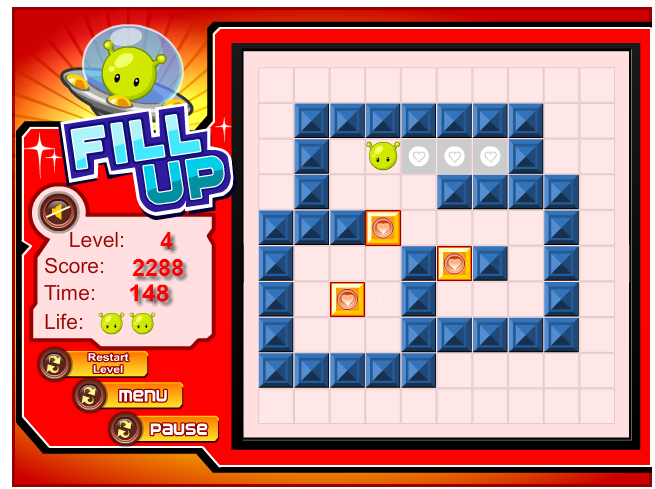 FILL
UP
Level: 4
Score: 2288
Time: 148
Life:
Restart
Level
menu
PAUSE